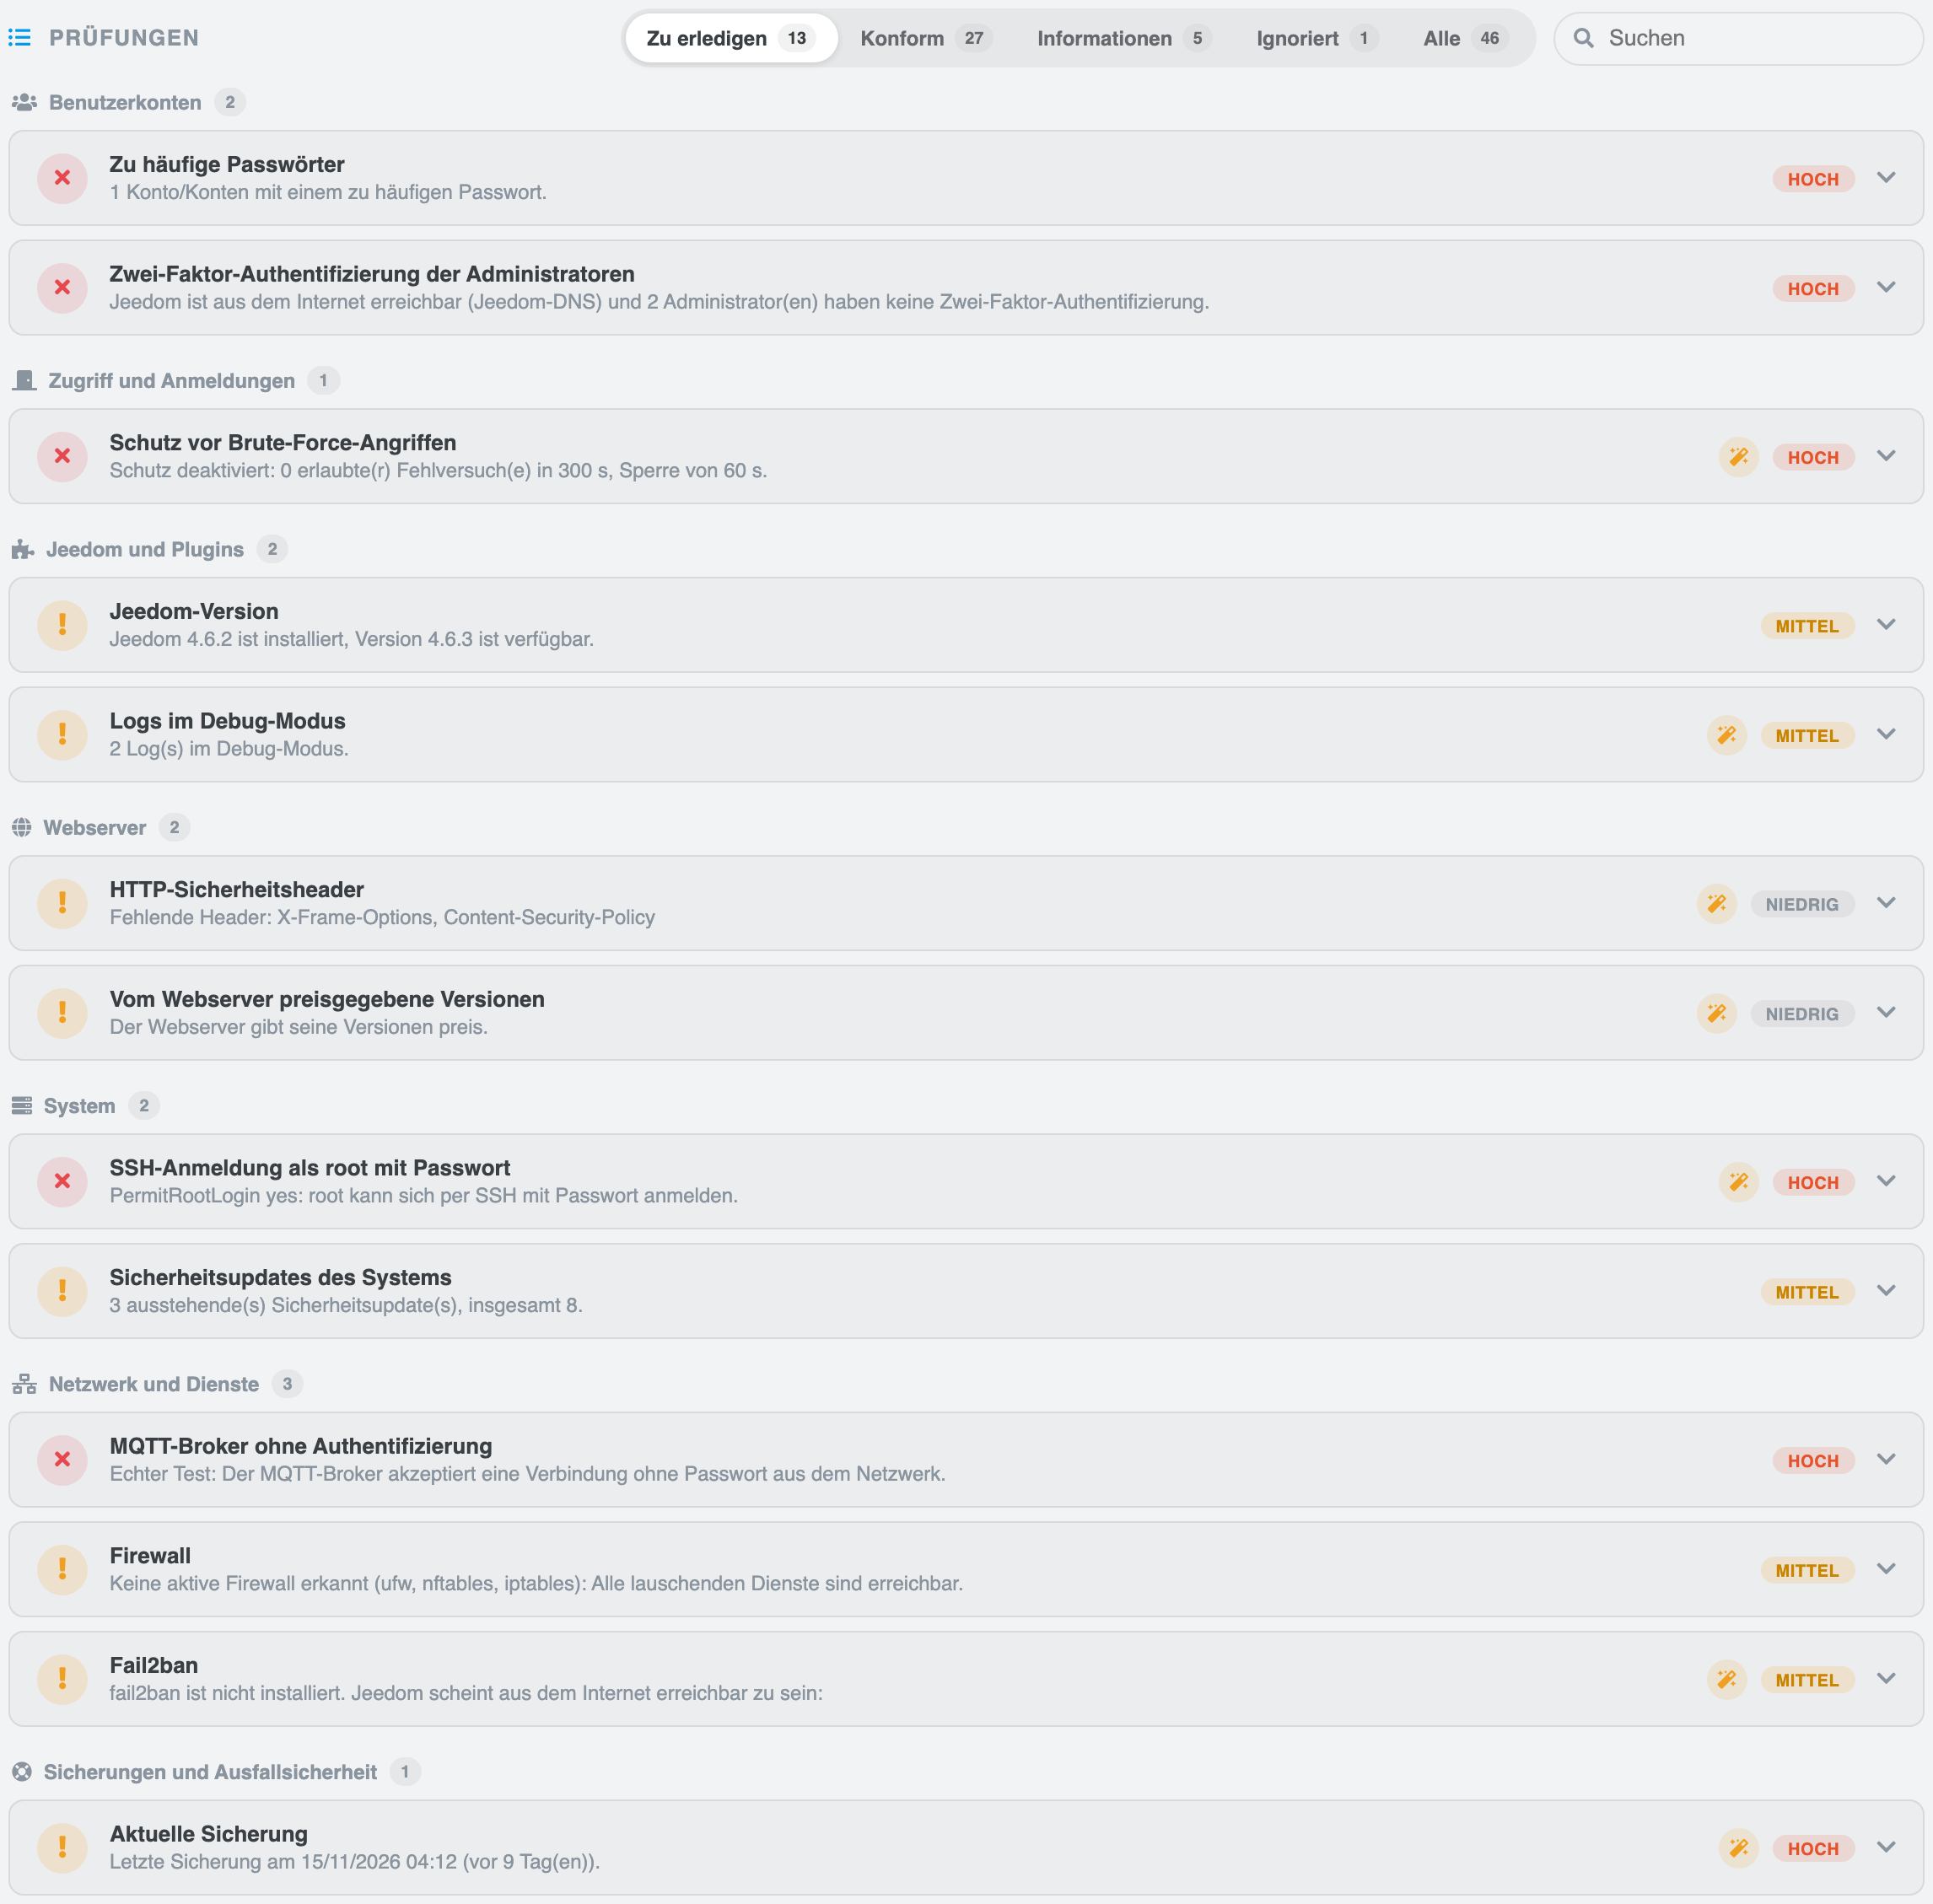 PRÜFUNGEN
Zu erledigen 13
Konform 27
Informationen 5
Ignoriert 1
Alle 46
Suchen
Benutzerkonten 2
Zu häufige Passwörter
1 Konto/Konten mit einem zu häufigen Passwort.
HOCH
Zwei-Faktor-Authentifizierung der Administratoren
Jeedom ist aus dem Internet erreichbar (Jeedom-DNS) und 2 Administrator(en) haben keine Zwei-Faktor-Authentifizierung.
HOCH
Zugriff und Anmeldungen 1
Schutz vor Brute-Force-Angriffen
Schutz deaktiviert: 0 erlaubte(r) Fehlversuch(e) in 300 s, Sperre von 60 s.
HOCH
Jeedom und Plugins 2
Jeedom-Version
Jeedom 4.6.2 ist installiert, Version 4.6.3 ist verfügbar.
MITTEL
Logs im Debug-Modus
2 Log(s) im Debug-Modus.
MITTEL
Webserver 2
HTTP-Sicherheitsheader
Fehlende Header: X-Frame-Options, Content-Security-Policy
NIEDRIG
Vom Webserver preisgegebene Versionen
Der Webserver gibt seine Versionen preis.
NIEDRIG
System 2
SSH-Anmeldung als root mit Passwort
PermitRootLogin yes: root kann sich per SSH mit Passwort anmelden.
HOCH
Sicherheitsupdates des Systems
3 ausstehende(s) Sicherheitsupdate(s), insgesamt 8.
MITTEL
Netzwerk und Dienste 3
MQTT-Broker ohne Authentifizierung
Echter Test: Der MQTT-Broker akzeptiert eine Verbindung ohne Passwort aus dem Netzwerk.
HOCH
Firewall
Keine aktive Firewall erkannt (ufw, nftables, iptables): Alle lauschenden Dienste sind erreichbar.
MITTEL
Fail2ban
fail2ban ist nicht installiert. Jeedom scheint aus dem Internet erreichbar zu sein:
MITTEL
Sicherungen und Ausfallsicherheit 1
Aktuelle Sicherung
Letzte Sicherung am 15/11/2026 04:12 (vor 9 Tag(en)).
HOCH